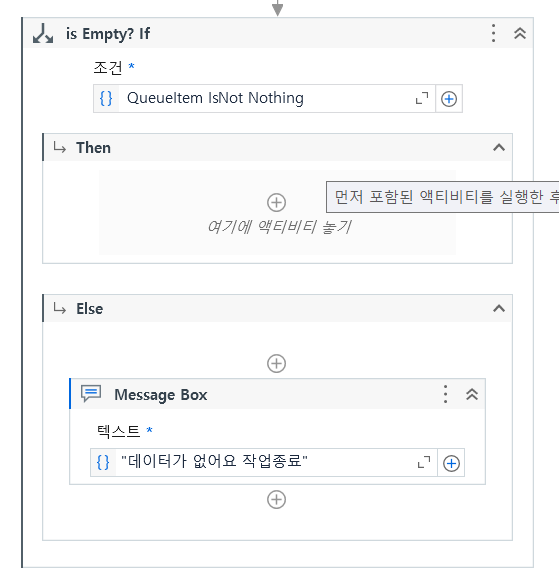 is Empty? If
조건 *
{} QueueItem IsNot Nothing
Then
먼저 포함된 액티비티를 실행한 후
여기에 액티비티 놓기
Else
Message Box
텍스트 *
{} "데이터가 없어요 작업종료"